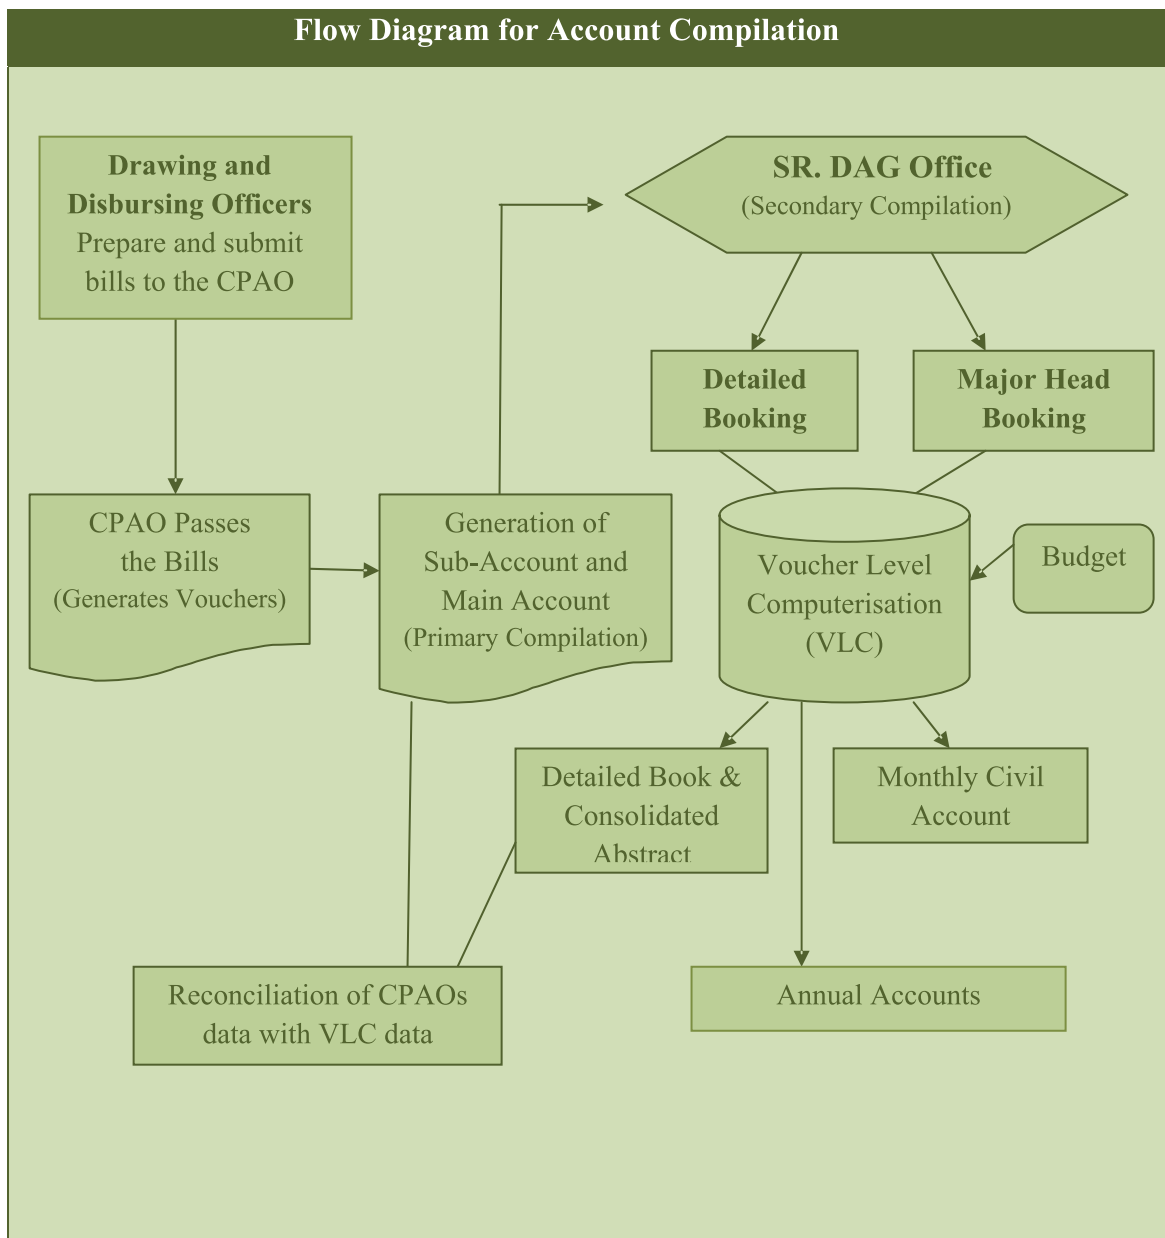 Flow Diagram for Account Compilation
Drawing and
Disbursing Officers
Prepare and submit
bills to the CPAO
SR. DAG Office
(Secondary Compilation)
Detailed
Booking
Major Head
Booking
CPAO Passes
the Bills
(Generates Vouchers)
Generation of
Sub-Account and
Main Account
(Primary Compilation)
Voucher Level
Computerisation
(VLC)
Budget
Detailed Book &
Consolidated
Abstract
Monthly Civil
Account
Reconciliation of CPAOs
data with VLC data
Annual Accounts